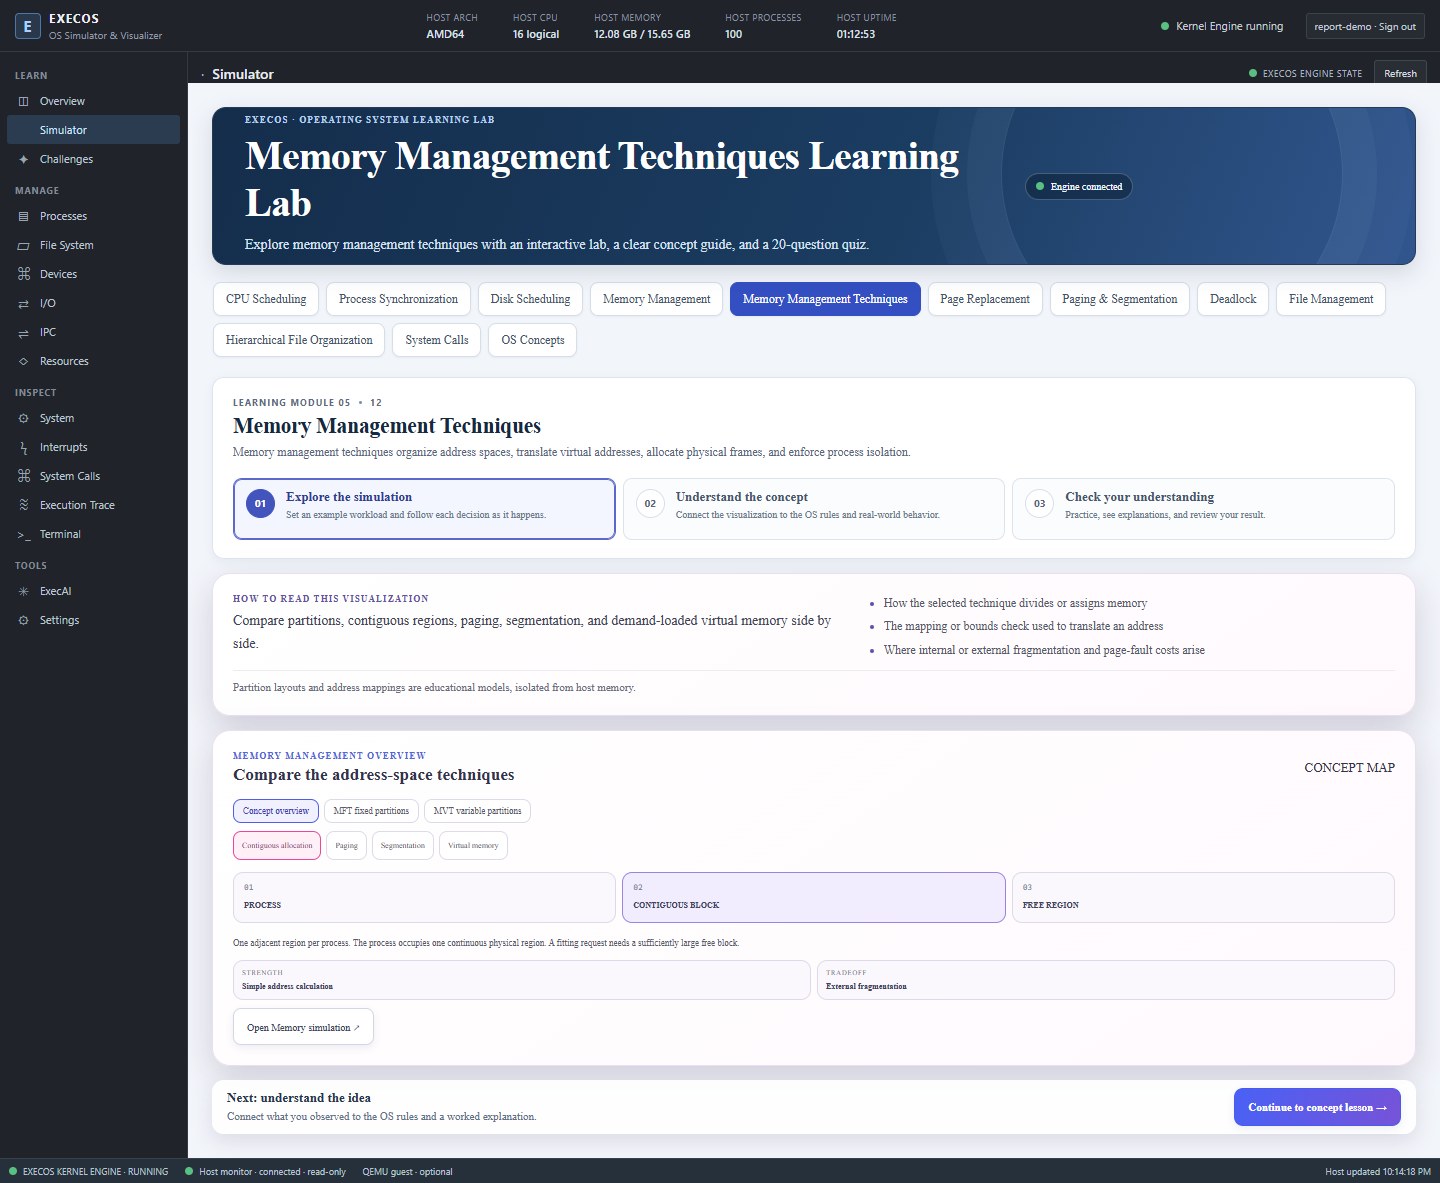 E EXECOS
OS Simulator & Visualizer
HOST ARCH
AMD64
HOST CPU
16 logical
HOST MEMORY
12.08 GB / 15.65 GB
HOST PROCESSES
100
HOST UPTIME
01:12:53
Kernel Engine running
report-demo · Sign out
LEARN
Overview
Simulator
Challenges
MANAGE
Processes
File System
Devices
I/O
IPC
Resources
INSPECT
System
Interrupts
System Calls
Execution Trace
>_ Terminal
TOOLS
ExecAI
Settings
· Simulator
EXECOS ENGINE STATE
Refresh
EXECOS · OPERATING SYSTEM LEARNING LAB
Memory Management Techniques Learning
Lab
Explore memory management techniques with an interactive lab, a clear concept guide, and a 20-question quiz.
Engine connected
CPU Scheduling
Process Synchronization
Disk Scheduling
Memory Management
Memory Management Techniques
Page Replacement
Paging & Segmentation
Deadlock
File Management
Hierarchical File Organization
System Calls
OS Concepts
LEARNING MODULE 05 • 12
Memory Management Techniques
Memory management techniques organize address spaces, translate virtual addresses, allocate physical frames, and enforce process isolation.
01
Explore the simulation
Set an example workload and follow each decision as it happens.
02
Understand the concept
Connect the visualization to the OS rules and real-world behavior.
03
Check your understanding
Practice, see explanations, and review your result.
HOW TO READ THIS VISUALIZATION
Compare partitions, contiguous regions, paging, segmentation, and demand-loaded virtual memory side by
side.
• How the selected technique divides or assigns memory
• The mapping or bounds check used to translate an address
• Where internal or external fragmentation and page-fault costs arise
Partition layouts and address mappings are educational models, isolated from host memory.
MEMORY MANAGEMENT OVERVIEW
Compare the address-space techniques
CONCEPT MAP
Concept overview
MFT fixed partitions
MVT variable partitions
Contiguous allocation
Paging
Segmentation
Virtual memory
01
PROCESS
02
CONTIGUOUS BLOCK
03
FREE REGION
One adjacent region per process. The process occupies one continuous physical region. A fitting request needs a sufficiently large free block.
STRENGTH
Simple address calculation
TRADEOFF
External fragmentation
Open Memory simulation ↗
Next: understand the idea
Connect what you observed to the OS rules and a worked explanation.
Continue to concept lesson →
EXECOS KERNEL ENGINE · RUNNING
Host monitor · connected · read-only
QEMU guest · optional
Host updated 10:14:18 PM